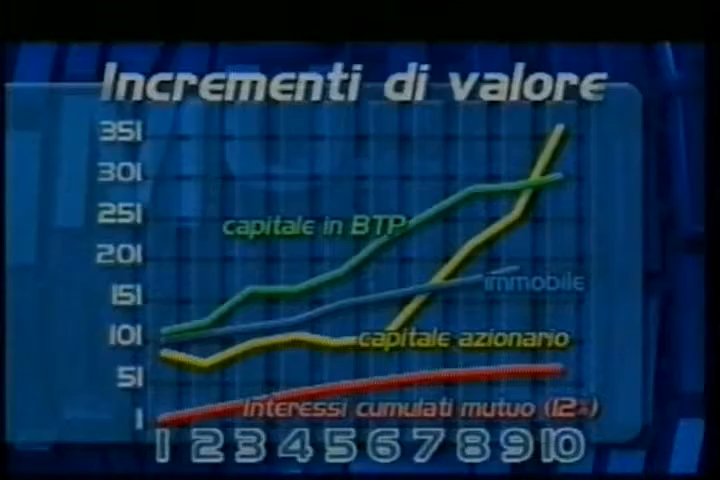 Incrementi di valore
351
301
251
capitale in BTP
201
immobile
151
101
capitale azionario
51
Interessi cumulati mutuo (12%)
1
1 2 3 4 5 6 7 8 9 10